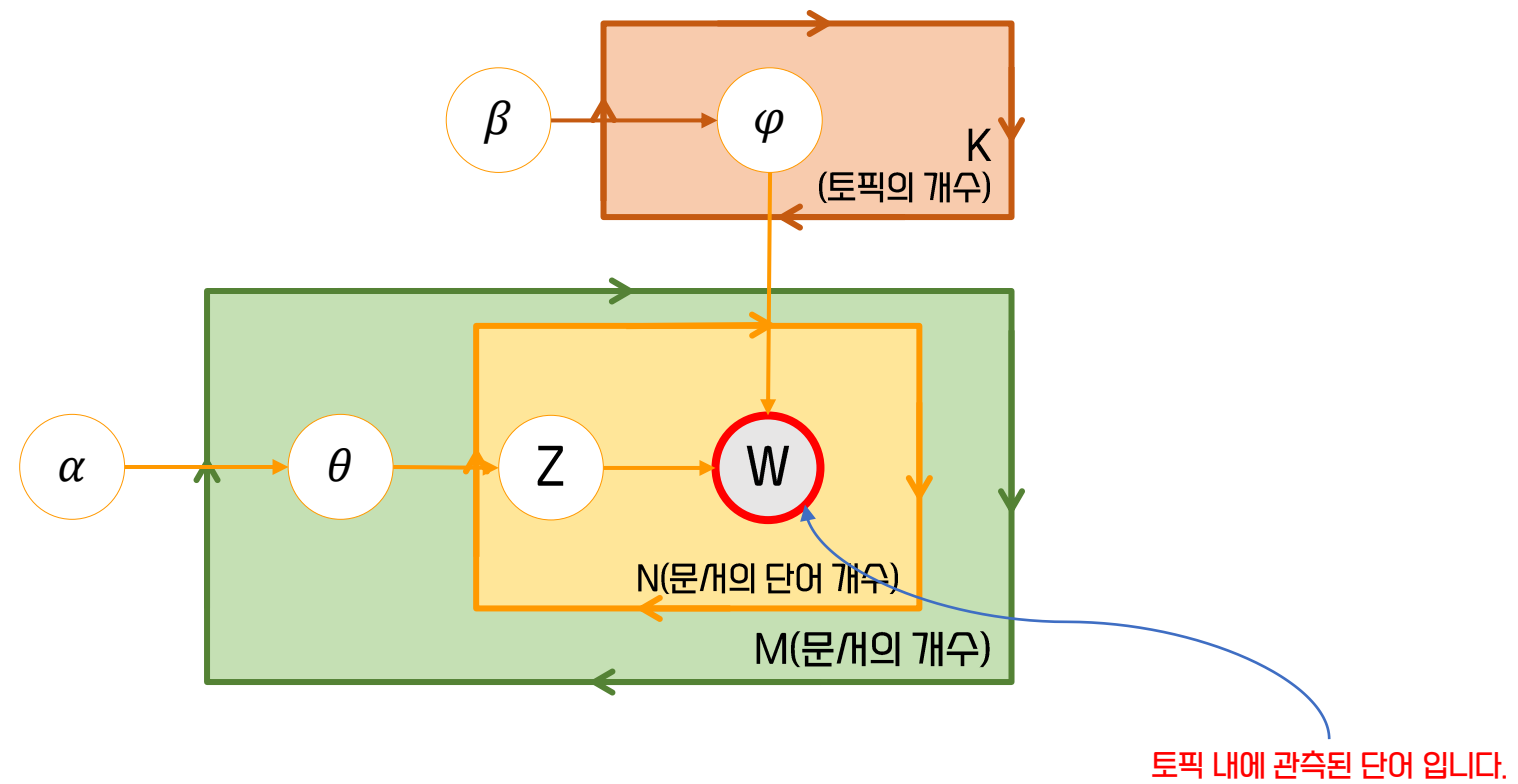 β
φ
K
(토픽의 개수)
α
θ
Z
W
N(문서의 단어 개수)
M(문서의 개수)
토픽 내에 관측된 단어 입니다.